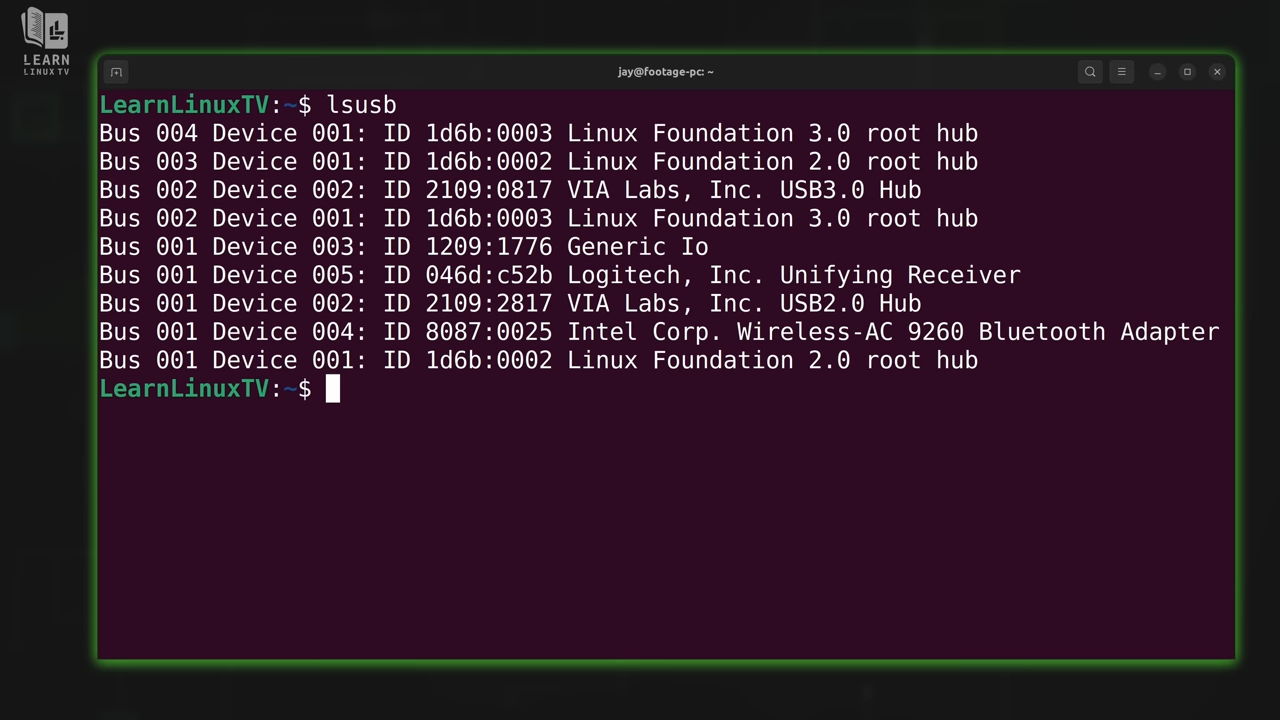 LEARN
LINUX TV
jay@footage-pc: ~
LearnLinuxTV:~$ lsusb
Bus 004 Device 001: ID 1d6b:0003 Linux Foundation 3.0 root hub
Bus 003 Device 001: ID 1d6b:0002 Linux Foundation 2.0 root hub
Bus 002 Device 002: ID 2109:0817 VIA Labs, Inc. USB3.0 Hub
Bus 002 Device 001: ID 1d6b:0003 Linux Foundation 3.0 root hub
Bus 001 Device 003: ID 1209:1776 Generic Io
Bus 001 Device 005: ID 046d:c52b Logitech, Inc. Unifying Receiver
Bus 001 Device 002: ID 2109:2817 VIA Labs, Inc. USB2.0 Hub
Bus 001 Device 004: ID 8087:0025 Intel Corp. Wireless-AC 9260 Bluetooth Adapter
Bus 001 Device 001: ID 1d6b:0002 Linux Foundation 2.0 root hub
LearnLinuxTV:~$